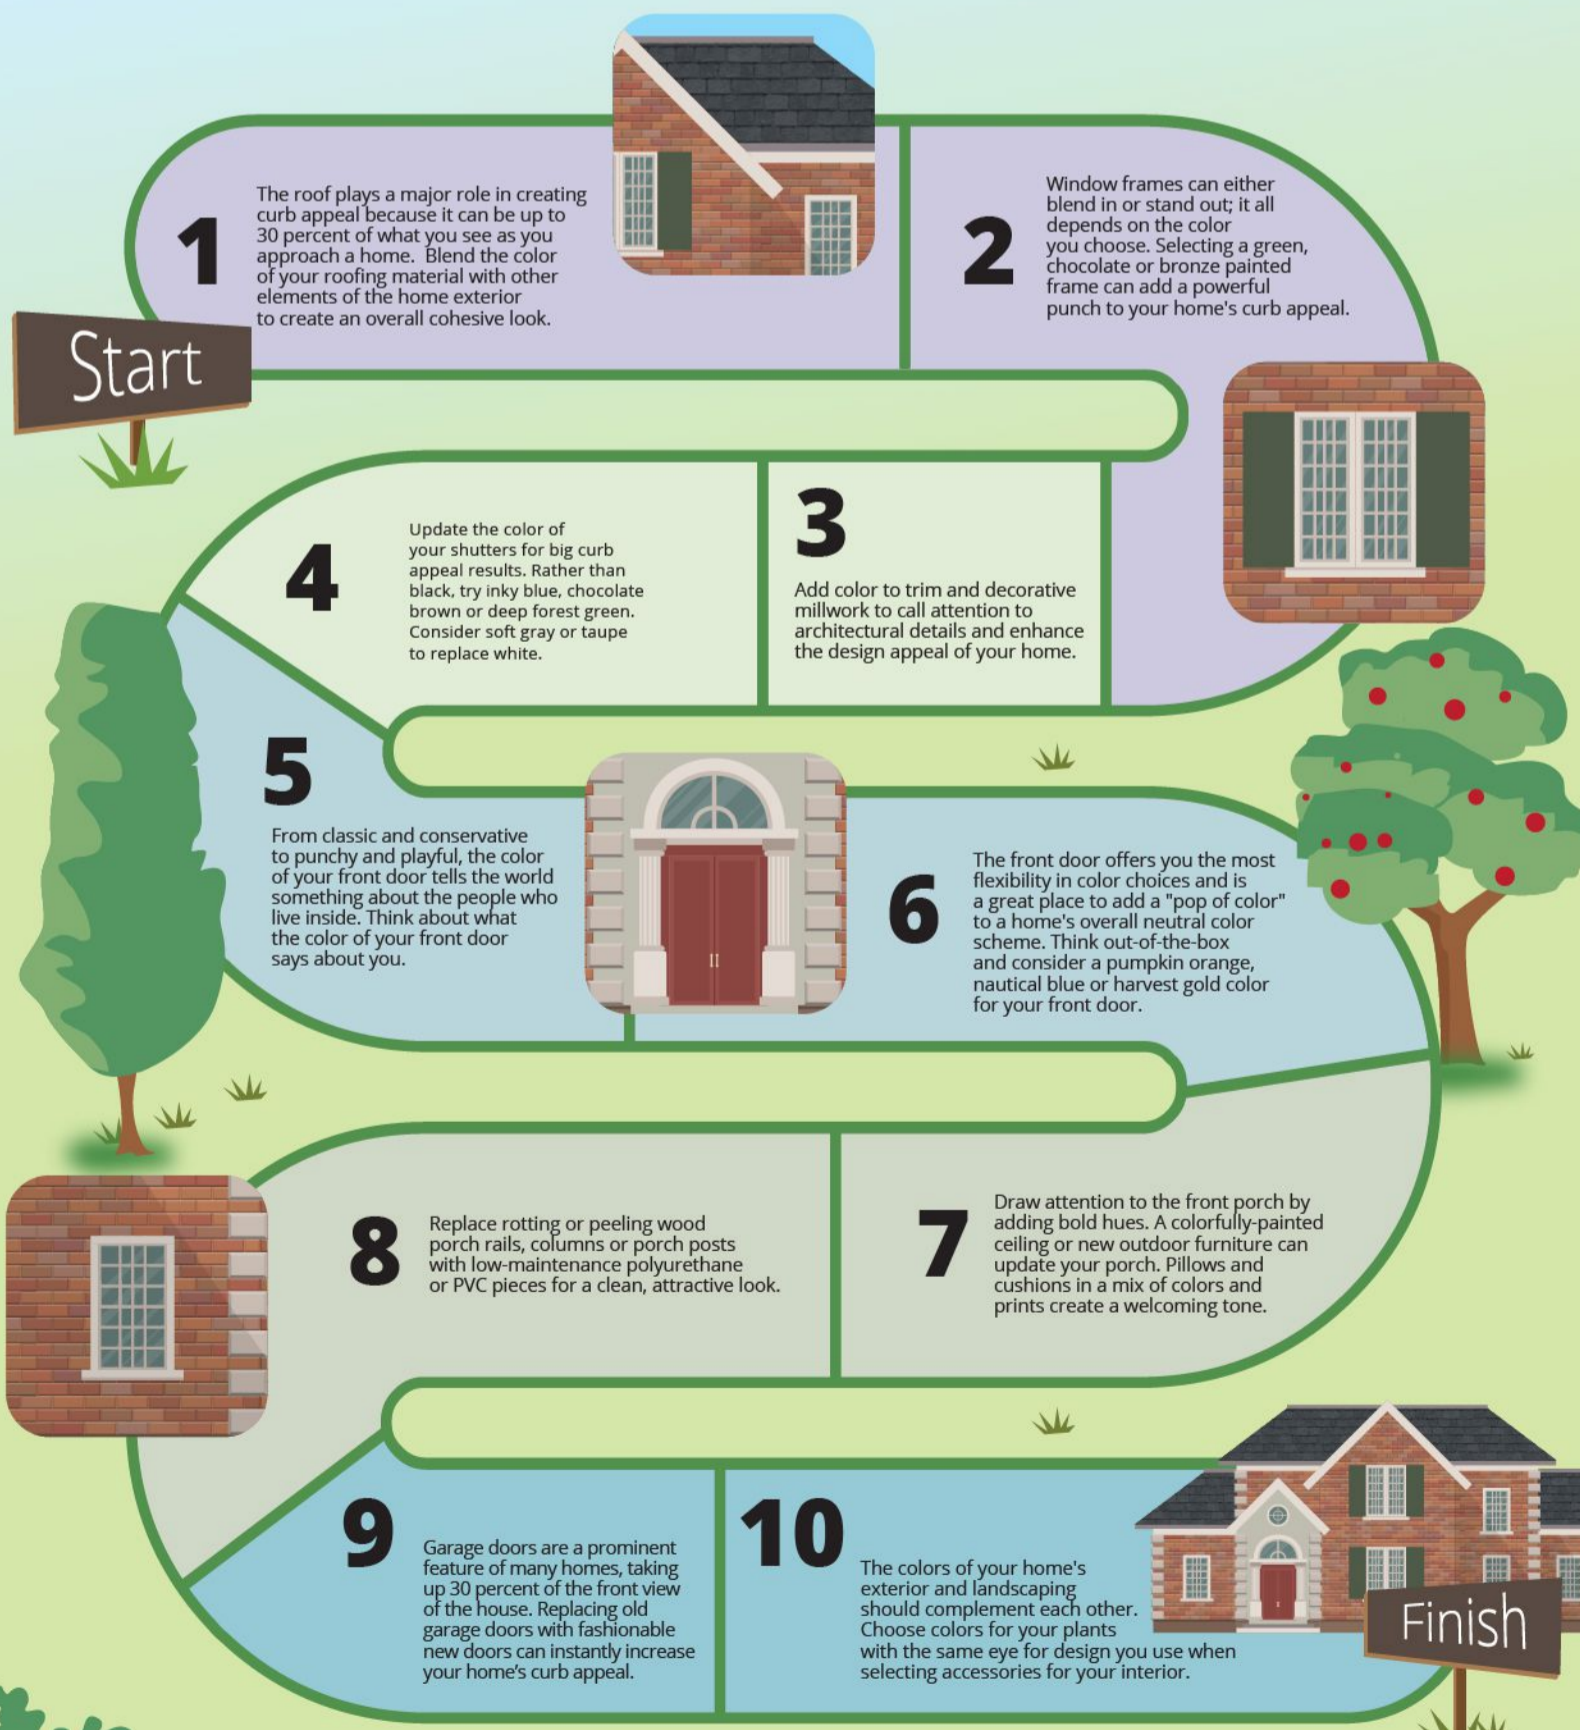 Start
1
The roof plays a major role in creating
curb appeal because it can be up to
30 percent of what you see as you
approach a home.  Blend the color
of your roofing material with other
elements of the home exterior
to create an overall cohesive look.
2
Window frames can either
blend in or stand out; it all
depends on the color
you choose. Selecting a green,
chocolate or bronze painted
frame can add a powerful
punch to your home's curb appeal.
3
Add color to trim and decorative
millwork to call attention to
architectural details and enhance
the design appeal of your home.
4
Update the color of
your shutters for big curb
appeal results. Rather than
black, try inky blue, chocolate
brown or deep forest green.
Consider soft gray or taupe
to replace white.
5
From classic and conservative
to punchy and playful, the color
of your front door tells the world
something about the people who
live inside. Think about what
the color of your front door
says about you.
6
The front door offers you the most
flexibility in color choices and is
a great place to add a "pop of color"
to a home's overall neutral color
scheme. Think out-of-the-box
and consider a pumpkin orange,
nautical blue or harvest gold color
for your front door.
7
Draw attention to the front porch by
adding bold hues. A colorfully-painted
ceiling or new outdoor furniture can
update your porch. Pillows and
cushions in a mix of colors and
prints create a welcoming tone.
8
Replace rotting or peeling wood
porch rails, columns or porch posts
with low-maintenance polyurethane
or PVC pieces for a clean, attractive look.
9
Garage doors are a prominent
feature of many homes, taking
up 30 percent of the front view
of the house. Replacing old
garage doors with fashionable
new doors can instantly increase
your home's curb appeal.
10
The colors of your home's
exterior and landscaping
should complement each other.
Choose colors for your plants
with the same eye for design you use when
selecting accessories for your interior.
Finish